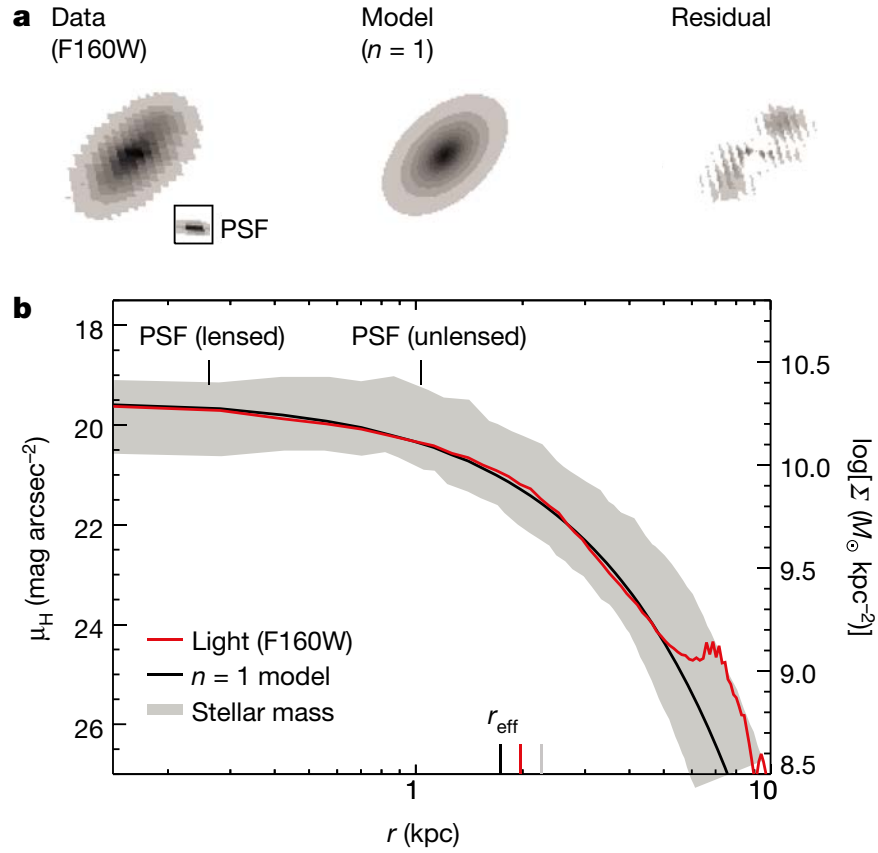 a Data Model Residual
(F160W) (n = 1)
PSF
b
PSF (lensed) PSF (unlensed)
18
20
22
24
26
μH (mag arcsec⁻²)
10.5
10.0
9.5
9.0
8.5
log[Σ (M⊙ kpc⁻²)]
Light (F160W)
n = 1 model
Stellar mass
reff
1 10
r (kpc)